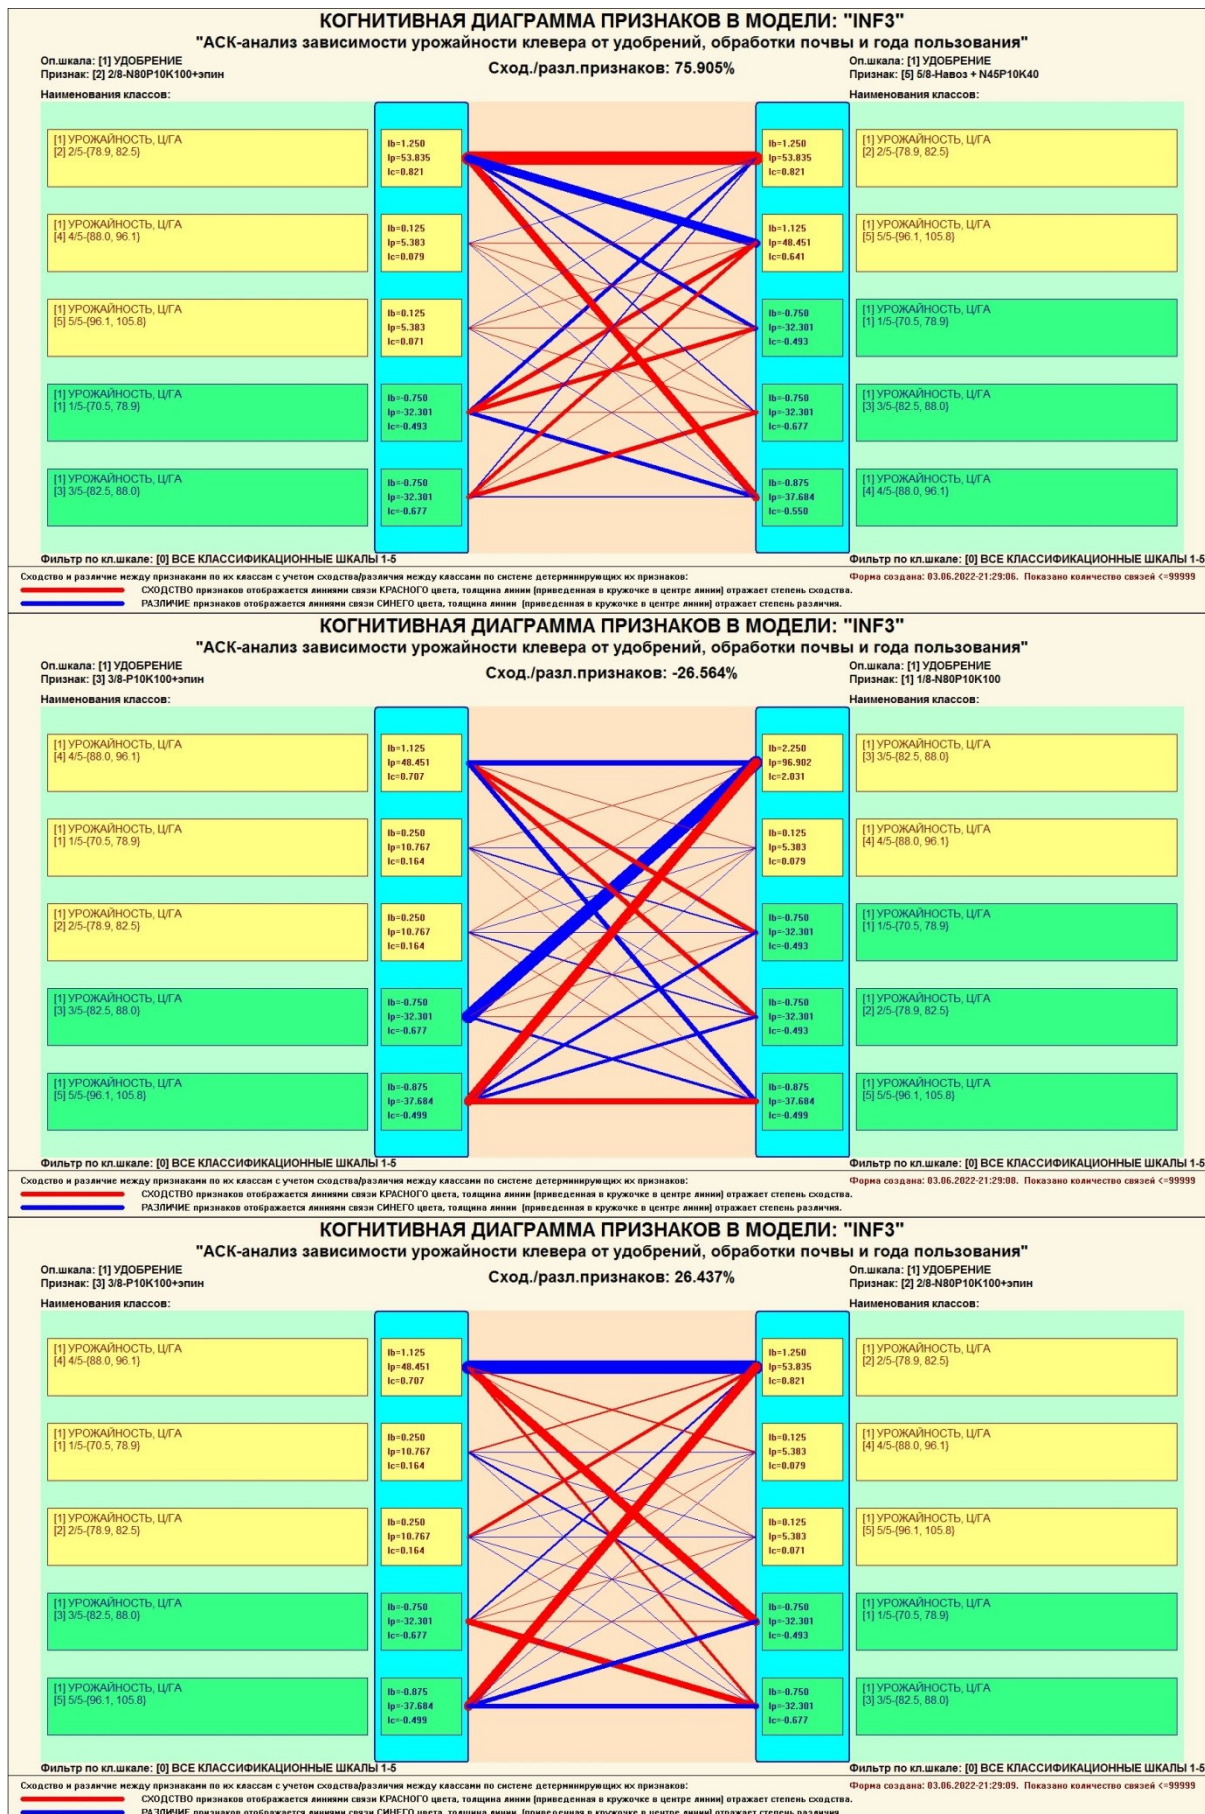 КОГНИТИВНАЯ ДИАГРАММА ПРИЗНАКОВ В МОДЕЛИ: "INF3"
"АСК-анализ зависимости урожайности клевера от удобрений, обработки почвы и года пользования"
Оп.шкала: [1] УДОБРЕНИЕ
Признак: [2] 2/8-N80P10K100+эпин
Сход./разл.признаков: 75.905%
Оп.шкала: [1] УДОБРЕНИЕ
Признак: [5] 5/8-Навоз + N45P10K40
Наименования классов:
Наименования классов:
[1] УРОЖАЙНОСТЬ, Ц/ГА
[2] 2/5-{78.9, 82.5}
Ib=1.250
Ip=53.835
Ic=0.821
Ib=1.250
Ip=53.835
Ic=0.821
[1] УРОЖАЙНОСТЬ, Ц/ГА
[2] 2/5-{78.9, 82.5}
[1] УРОЖАЙНОСТЬ, Ц/ГА
[4] 4/5-{88.0, 96.1}
Ib=0.125
Ip=5.383
Ic=0.079
Ib=1.125
Ip=48.451
Ic=0.641
[1] УРОЖАЙНОСТЬ, Ц/ГА
[5] 5/5-{96.1, 105.8}
[1] УРОЖАЙНОСТЬ, Ц/ГА
[5] 5/5-{96.1, 105.8}
Ib=0.125
Ip=5.383
Ic=0.071
Ib=-0.750
Ip=-32.301
Ic=-0.493
[1] УРОЖАЙНОСТЬ, Ц/ГА
[1] 1/5-{70.5, 78.9}
[1] УРОЖАЙНОСТЬ, Ц/ГА
[1] 1/5-{70.5, 78.9}
Ib=-0.750
Ip=-32.301
Ic=-0.493
Ib=-0.750
Ip=-32.301
Ic=-0.677
[1] УРОЖАЙНОСТЬ, Ц/ГА
[3] 3/5-{82.5, 88.0}
[1] УРОЖАЙНОСТЬ, Ц/ГА
[3] 3/5-{82.5, 88.0}
Ib=-0.750
Ip=-32.301
Ic=-0.677
Ib=-0.875
Ip=-37.684
Ic=-0.550
[1] УРОЖАЙНОСТЬ, Ц/ГА
[4] 4/5-{88.0, 96.1}
Фильтр по кл.шкале: [0] ВСЕ КЛАССИФИКАЦИОННЫЕ ШКАЛЫ 1-5
Фильтр по кл.шкале: [0] ВСЕ КЛАССИФИКАЦИОННЫЕ ШКАЛЫ 1-5
Сходство и различие между признаками по их классам с учетом сходства/различия между классами по системе детерминирующих их признаков:
Форма создана: 03.06.2022-21:29:06. Показано количество связей <=99999
СХОДСТВО признаков отображается линиями связи КРАСНОГО цвета, толщина линии (приведенная в кружочке в центре линии) отражает степень сходства.
РАЗЛИЧИЕ признаков отображается линиями связи СИНЕГО цвета, толщина линии (приведенная в кружочке в центре линии) отражает степень различия.
КОГНИТИВНАЯ ДИАГРАММА ПРИЗНАКОВ В МОДЕЛИ: "INF3"
"АСК-анализ зависимости урожайности клевера от удобрений, обработки почвы и года пользования"
Оп.шкала: [1] УДОБРЕНИЕ
Признак: [3] 3/8-P10K100+эпин
Сход./разл.признаков: -26.564%
Оп.шкала: [1] УДОБРЕНИЕ
Признак: [1] 1/8-N80P10K100
Наименования классов:
Наименования классов:
[1] УРОЖАЙНОСТЬ, Ц/ГА
[4] 4/5-{88.0, 96.1}
Ib=1.125
Ip=48.451
Ic=0.707
Ib=2.250
Ip=96.902
Ic=2.031
[1] УРОЖАЙНОСТЬ, Ц/ГА
[3] 3/5-{82.5, 88.0}
[1] УРОЖАЙНОСТЬ, Ц/ГА
[1] 1/5-{70.5, 78.9}
Ib=0.250
Ip=10.767
Ic=0.164
Ib=0.125
Ip=5.383
Ic=0.079
[1] УРОЖАЙНОСТЬ, Ц/ГА
[4] 4/5-{88.0, 96.1}
[1] УРОЖАЙНОСТЬ, Ц/ГА
[2] 2/5-{78.9, 82.5}
Ib=0.250
Ip=10.767
Ic=0.164
Ib=-0.750
Ip=-32.301
Ic=-0.493
[1] УРОЖАЙНОСТЬ, Ц/ГА
[1] 1/5-{70.5, 78.9}
[1] УРОЖАЙНОСТЬ, Ц/ГА
[3] 3/5-{82.5, 88.0}
Ib=-0.750
Ip=-32.301
Ic=-0.677
Ib=-0.750
Ip=-32.301
Ic=-0.493
[1] УРОЖАЙНОСТЬ, Ц/ГА
[2] 2/5-{78.9, 82.5}
[1] УРОЖАЙНОСТЬ, Ц/ГА
[5] 5/5-{96.1, 105.8}
Ib=-0.875
Ip=-37.684
Ic=-0.499
Ib=-0.875
Ip=-37.684
Ic=-0.499
[1] УРОЖАЙНОСТЬ, Ц/ГА
[5] 5/5-{96.1, 105.8}
Фильтр по кл.шкале: [0] ВСЕ КЛАССИФИКАЦИОННЫЕ ШКАЛЫ 1-5
Фильтр по кл.шкале: [0] ВСЕ КЛАССИФИКАЦИОННЫЕ ШКАЛЫ 1-5
Сходство и различие между признаками по их классам с учетом сходства/различия между классами по системе детерминирующих их признаков:
Форма создана: 03.06.2022-21:29:08. Показано количество связей <=99999
СХОДСТВО признаков отображается линиями связи КРАСНОГО цвета, толщина линии (приведенная в кружочке в центре линии) отражает степень сходства.
РАЗЛИЧИЕ признаков отображается линиями связи СИНЕГО цвета, толщина линии (приведенная в кружочке в центре линии) отражает степень различия.
КОГНИТИВНАЯ ДИАГРАММА ПРИЗНАКОВ В МОДЕЛИ: "INF3"
"АСК-анализ зависимости урожайности клевера от удобрений, обработки почвы и года пользования"
Оп.шкала: [1] УДОБРЕНИЕ
Признак: [3] 3/8-P10K100+эпин
Сход./разл.признаков: 26.437%
Оп.шкала: [1] УДОБРЕНИЕ
Признак: [2] 2/8-N80P10K100+эпин
Наименования классов:
Наименования классов:
[1] УРОЖАЙНОСТЬ, Ц/ГА
[4] 4/5-{88.0, 96.1}
Ib=1.125
Ip=48.451
Ic=0.707
Ib=1.250
Ip=53.835
Ic=0.821
[1] УРОЖАЙНОСТЬ, Ц/ГА
[2] 2/5-{78.9, 82.5}
[1] УРОЖАЙНОСТЬ, Ц/ГА
[1] 1/5-{70.5, 78.9}
Ib=0.250
Ip=10.767
Ic=0.164
Ib=0.125
Ip=5.383
Ic=0.079
[1] УРОЖАЙНОСТЬ, Ц/ГА
[4] 4/5-{88.0, 96.1}
[1] УРОЖАЙНОСТЬ, Ц/ГА
[2] 2/5-{78.9, 82.5}
Ib=0.250
Ip=10.767
Ic=0.164
Ib=0.125
Ip=5.383
Ic=0.071
[1] УРОЖАЙНОСТЬ, Ц/ГА
[5] 5/5-{96.1, 105.8}
[1] УРОЖАЙНОСТЬ, Ц/ГА
[3] 3/5-{82.5, 88.0}
Ib=-0.750
Ip=-32.301
Ic=-0.677
Ib=-0.750
Ip=-32.301
Ic=-0.493
[1] УРОЖАЙНОСТЬ, Ц/ГА
[1] 1/5-{70.5, 78.9}
[1] УРОЖАЙНОСТЬ, Ц/ГА
[5] 5/5-{96.1, 105.8}
Ib=-0.875
Ip=-37.684
Ic=-0.499
Ib=-0.750
Ip=-32.301
Ic=-0.677
[1] УРОЖАЙНОСТЬ, Ц/ГА
[3] 3/5-{82.5, 88.0}
Фильтр по кл.шкале: [0] ВСЕ КЛАССИФИКАЦИОННЫЕ ШКАЛЫ 1-5
Фильтр по кл.шкале: [0] ВСЕ КЛАССИФИКАЦИОННЫЕ ШКАЛЫ 1-5
Сходство и различие между признаками по их классам с учетом сходства/различия между классами по системе детерминирующих их признаков:
Форма создана: 03.06.2022-21:29:09. Показано количество связей <=99999
СХОДСТВО признаков отображается линиями связи КРАСНОГО цвета, толщина линии (приведенная в кружочке в центре линии) отражает степень сходства.
РАЗЛИЧИЕ признаков отображается линиями связи СИНЕГО цвета, толщина линии (приведенная в кружочке в центре линии) отражает степень различия.